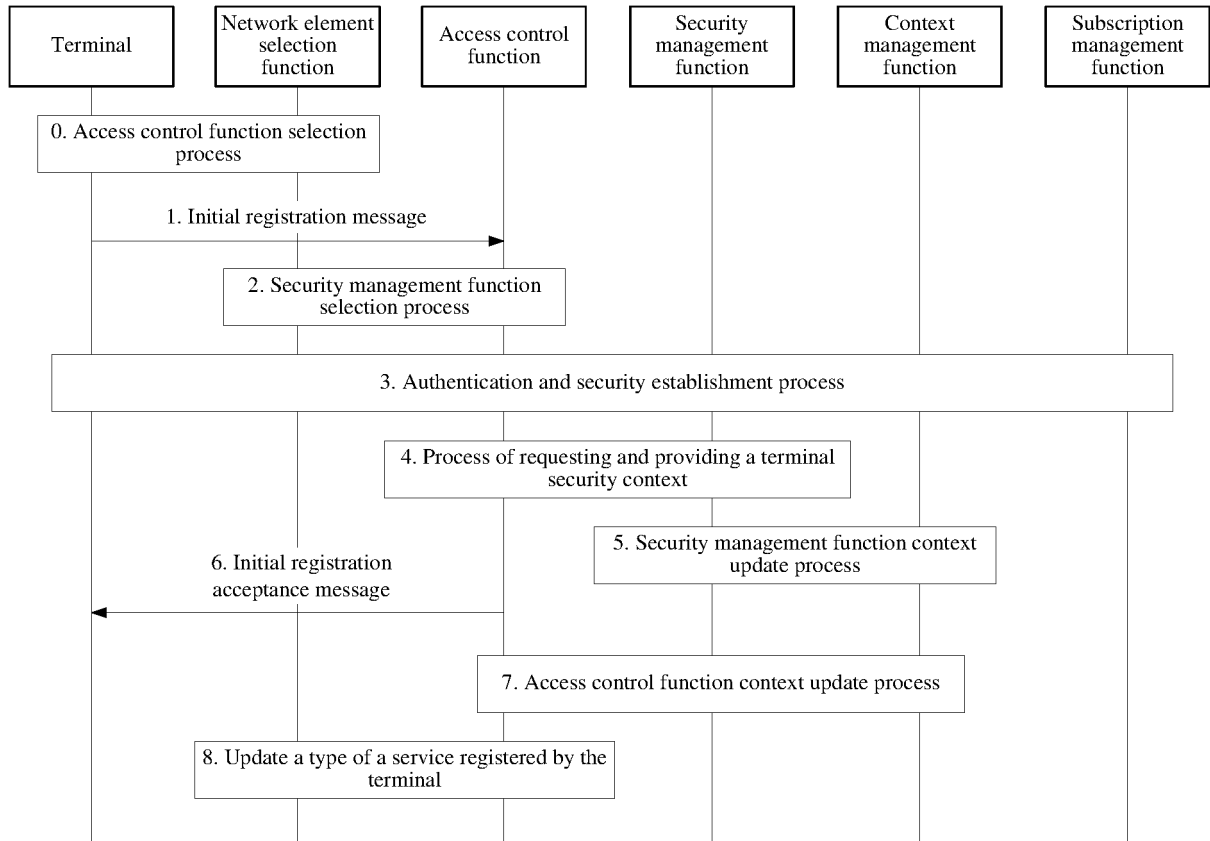 Terminal
Network element
selection
function
Access control
function
Security
management
function
Context
management
function
Subscription
management
function
0. Access control function selection
process
1. Initial registration message
2. Security management function
selection process
3. Authentication and security establishment process
4. Process of requesting and providing a terminal
security context
5. Security management function context
update process
6. Initial registration
acceptance message
7. Access control function context update process
8. Update a type of a service registered by the
terminal